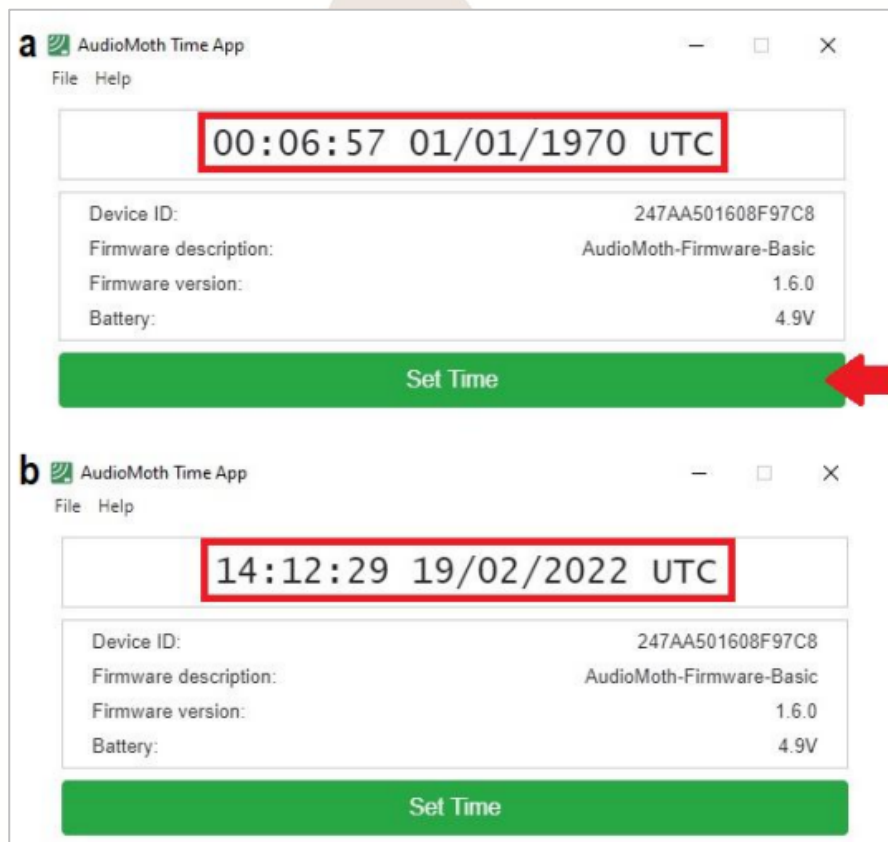 a AudioMoth Time App
File Help
00:06:57 01/01/1970 UTC
Device ID: 247AA501608F97C8
Firmware description: AudioMoth-Firmware-Basic
Firmware version: 1.6.0
Battery: 4.9V
Set Time
b AudioMoth Time App
File Help
14:12:29 19/02/2022 UTC
Device ID: 247AA501608F97C8
Firmware description: AudioMoth-Firmware-Basic
Firmware version: 1.6.0
Battery: 4.9V
Set Time